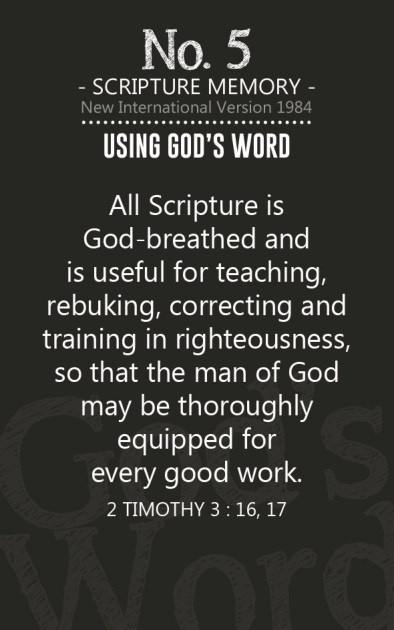 No. 5
- SCRIPTURE MEMORY -
New International Version 1984
USING GOD'S WORD
All Scripture is
God-breathed and
is useful for teaching,
rebuking, correcting and
training in righteousness,
so that the man of God
may be thoroughly
equipped for
every good work.
2 TIMOTHY 3 : 16, 17
God's
Word